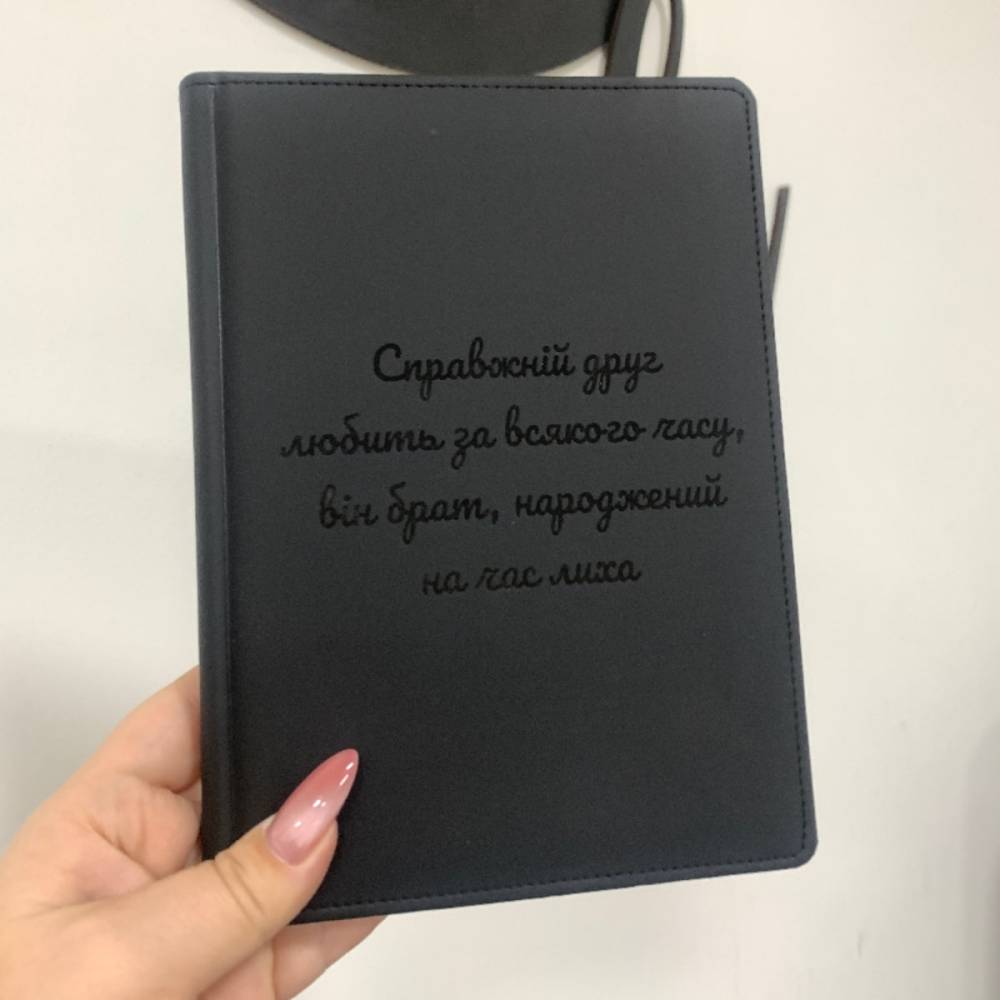 Справжній друг
любить за всякого часу,
він брат, народжений
на час лиха